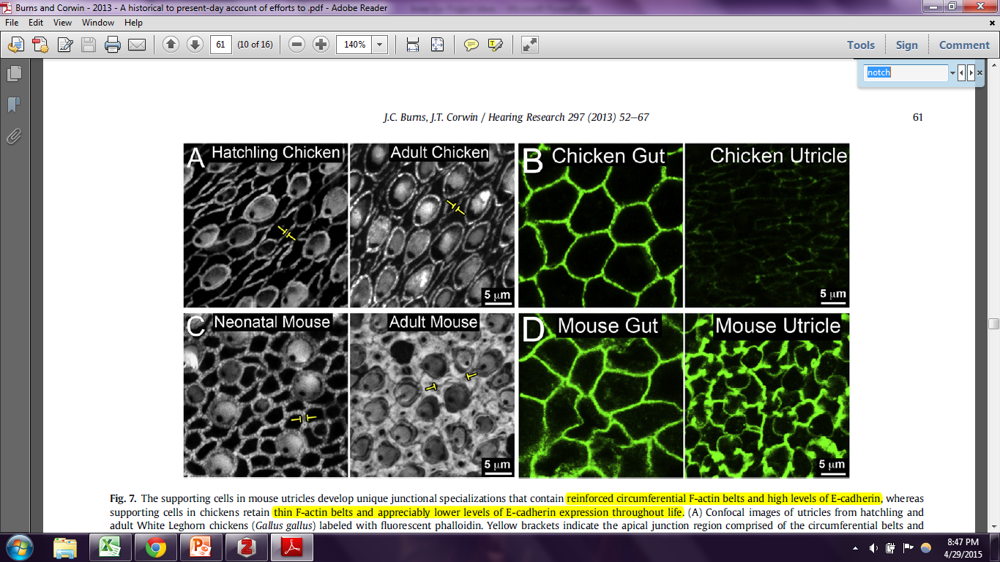 Burns and Corwin - 2013 - A historical to present-day account of efforts to .pdf - Adobe Reader
File Edit View Window Help
61 (10 of 16) 140% Tools Sign Comment
notch
J.C. Burns, J.T. Corwin / Hearing Research 297 (2013) 52–67 61
A Hatchling Chicken Adult Chicken B Chicken Gut Chicken Utricle
5 µm 5 µm
C Neonatal Mouse Adult Mouse D Mouse Gut Mouse Utricle
5 µm 5 µm
Fig. 7. The supporting cells in mouse utricles develop unique junctional specializations that contain reinforced circumferential F-actin belts and high levels of E-cadherin, whereas
supporting cells in chickens retain thin F-actin belts and appreciably lower levels of E-cadherin expression throughout life. (A) Confocal images of utricles from hatchling and
adult White Leghorn chickens (Gallus gallus) labeled with fluorescent phalloidin. Yellow brackets indicate the apical junction region comprised of the circumferential belts and
8:47 PM
4/29/2015